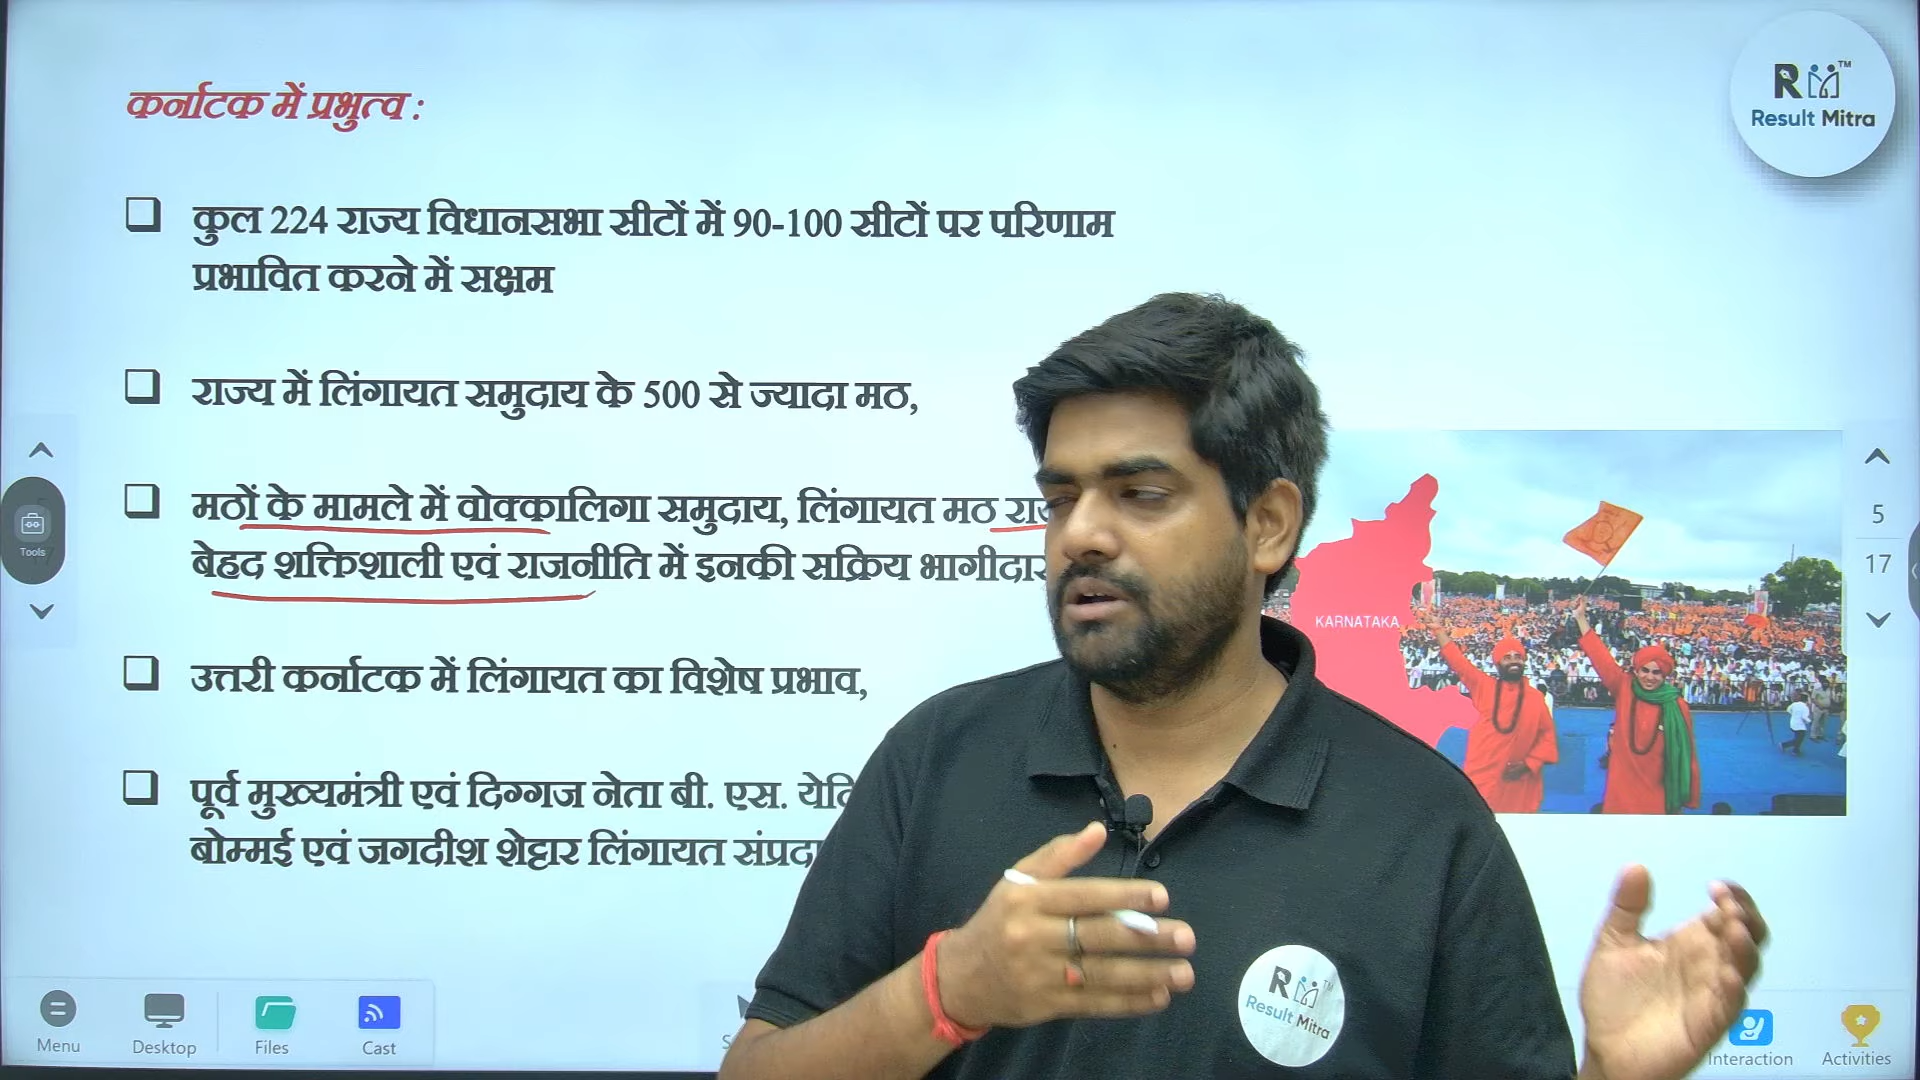 कर्नाटक में प्रभुत्व :
R TM
Result Mitra
कुल 224 राज्य विधानसभा सीटों में 90-100 सीटों पर परिणाम
प्रभावित करने में सक्षम
राज्य में लिंगायत समुदाय के 500 से ज्यादा मठ,
मठों के मामले में वोक्कालिगा समुदाय, लिंगायत मठ
बेहद शक्तिशाली एवं राजनीति में इनकी सक्रिय
उत्तरी कर्नाटक में लिंगायत का विशेष प्रभाव,
पूर्व मुख्यमंत्री एवं दिग्गज नेता बी. एस.
बोम्मई एवं जगदीश शेट्टार लिंगायत
KARNATAKA
5
17
Tools
Menu
Desktop
Files
Cast
Interaction
Activities
R TM
Result Mitra